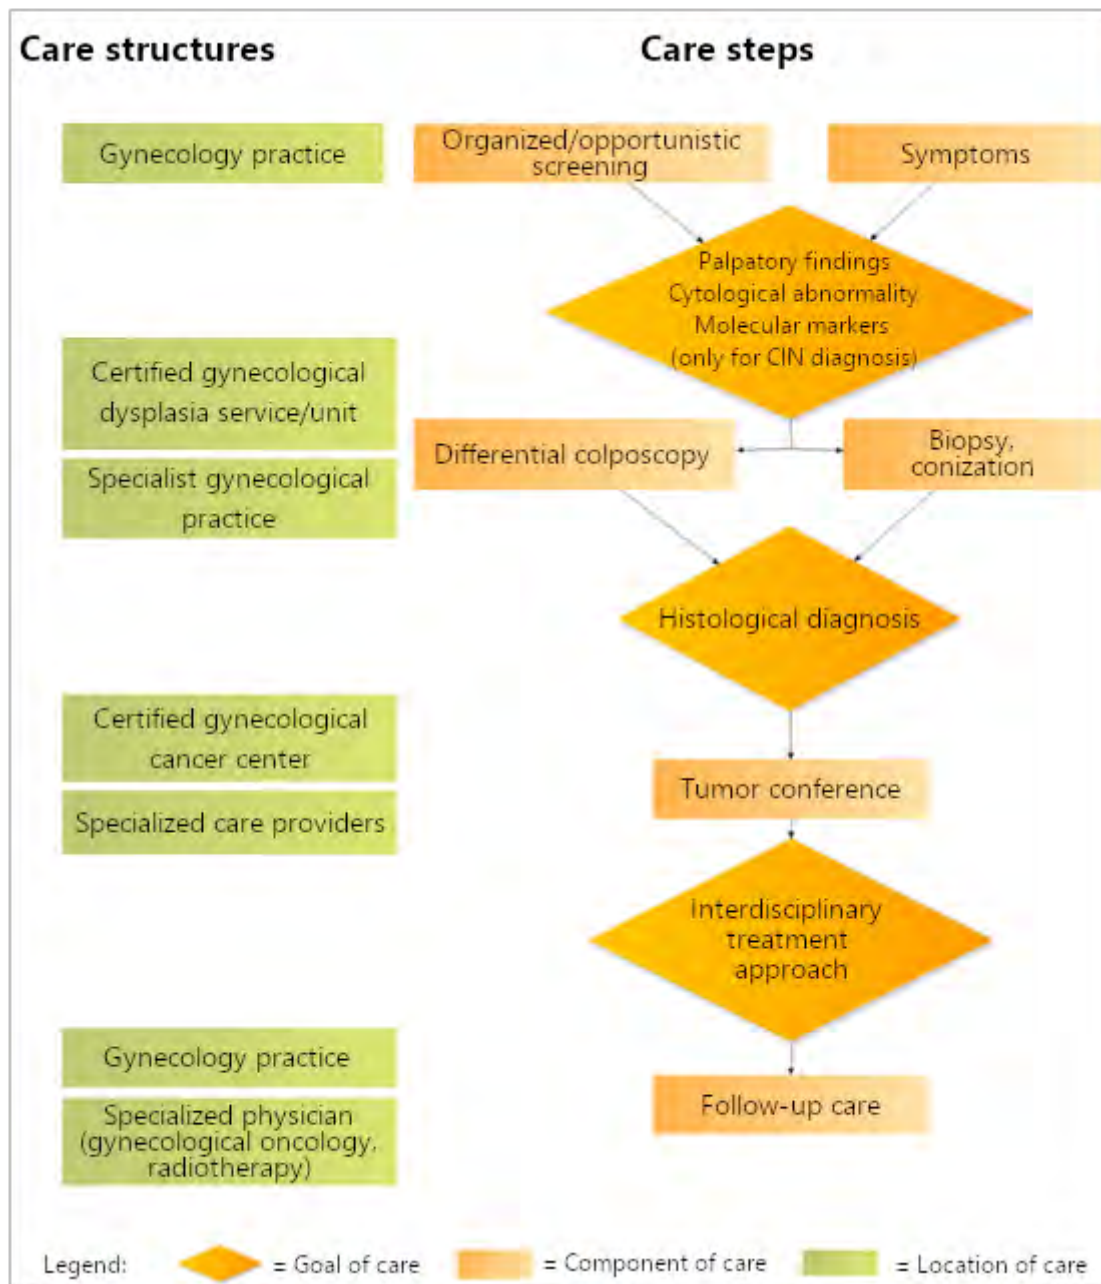 Care structures
Care steps
Gynecology practice
Organized/opportunistic
screening
Symptoms
Palpatory findings
Cytological abnormality
Molecular markers
(only for CIN diagnosis)
Certified gynecological
dysplasia service/unit
Specialist gynecological
practice
Differential colposcopy
Biopsy,
conization
Histological diagnosis
Certified gynecological
cancer center
Specialized care providers
Tumor conference
Interdisciplinary
treatment
approach
Gynecology practice
Specialized physician
(gynecological oncology,
radiotherapy)
Follow-up care
Legend:
= Goal of care
= Component of care
= Location of care